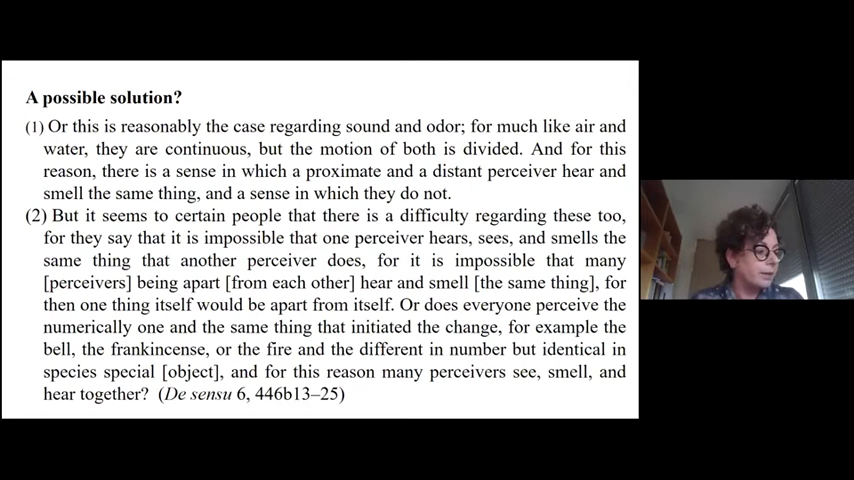 A possible solution?
(1) Or this is reasonably the case regarding sound and odor; for much like air and
water, they are continuous, but the motion of both is divided. And for this
reason, there is a sense in which a proximate and a distant perceiver hear and
smell the same thing, and a sense in which they do not.
(2) But it seems to certain people that there is a difficulty regarding these too,
for they say that it is impossible that one perceiver hears, sees, and smells the
same thing that another perceiver does, for it is impossible that many
[perceivers] being apart [from each other] hear and smell [the same thing], for
then one thing itself would be apart from itself. Or does everyone perceive the
numerically one and the same thing that initiated the change, for example the
bell, the frankincense, or the fire and the different in number but identical in
species special [object], and for this reason many perceivers see, smell, and
hear together? (De sensu 6, 446b13–25)